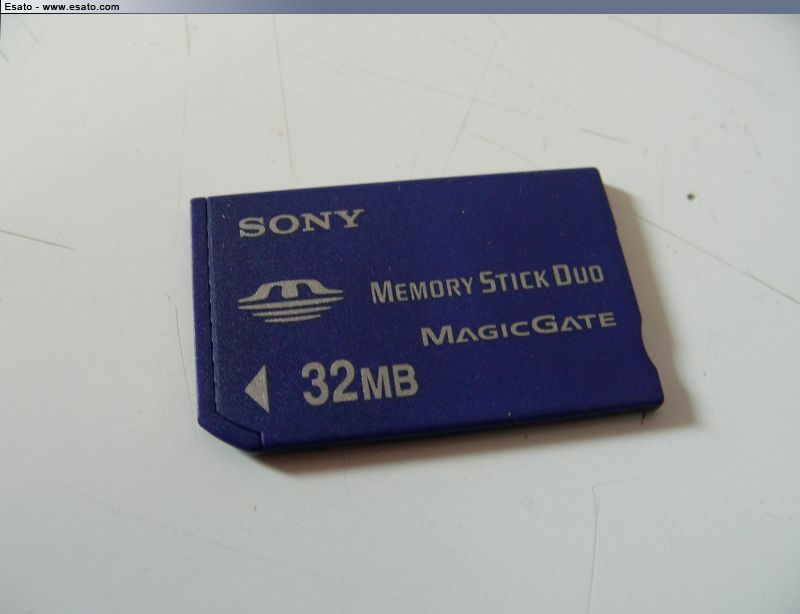 Esato - www.esato.com
SONY
MEMORY STICK DUO
MAGICGATE
32MB